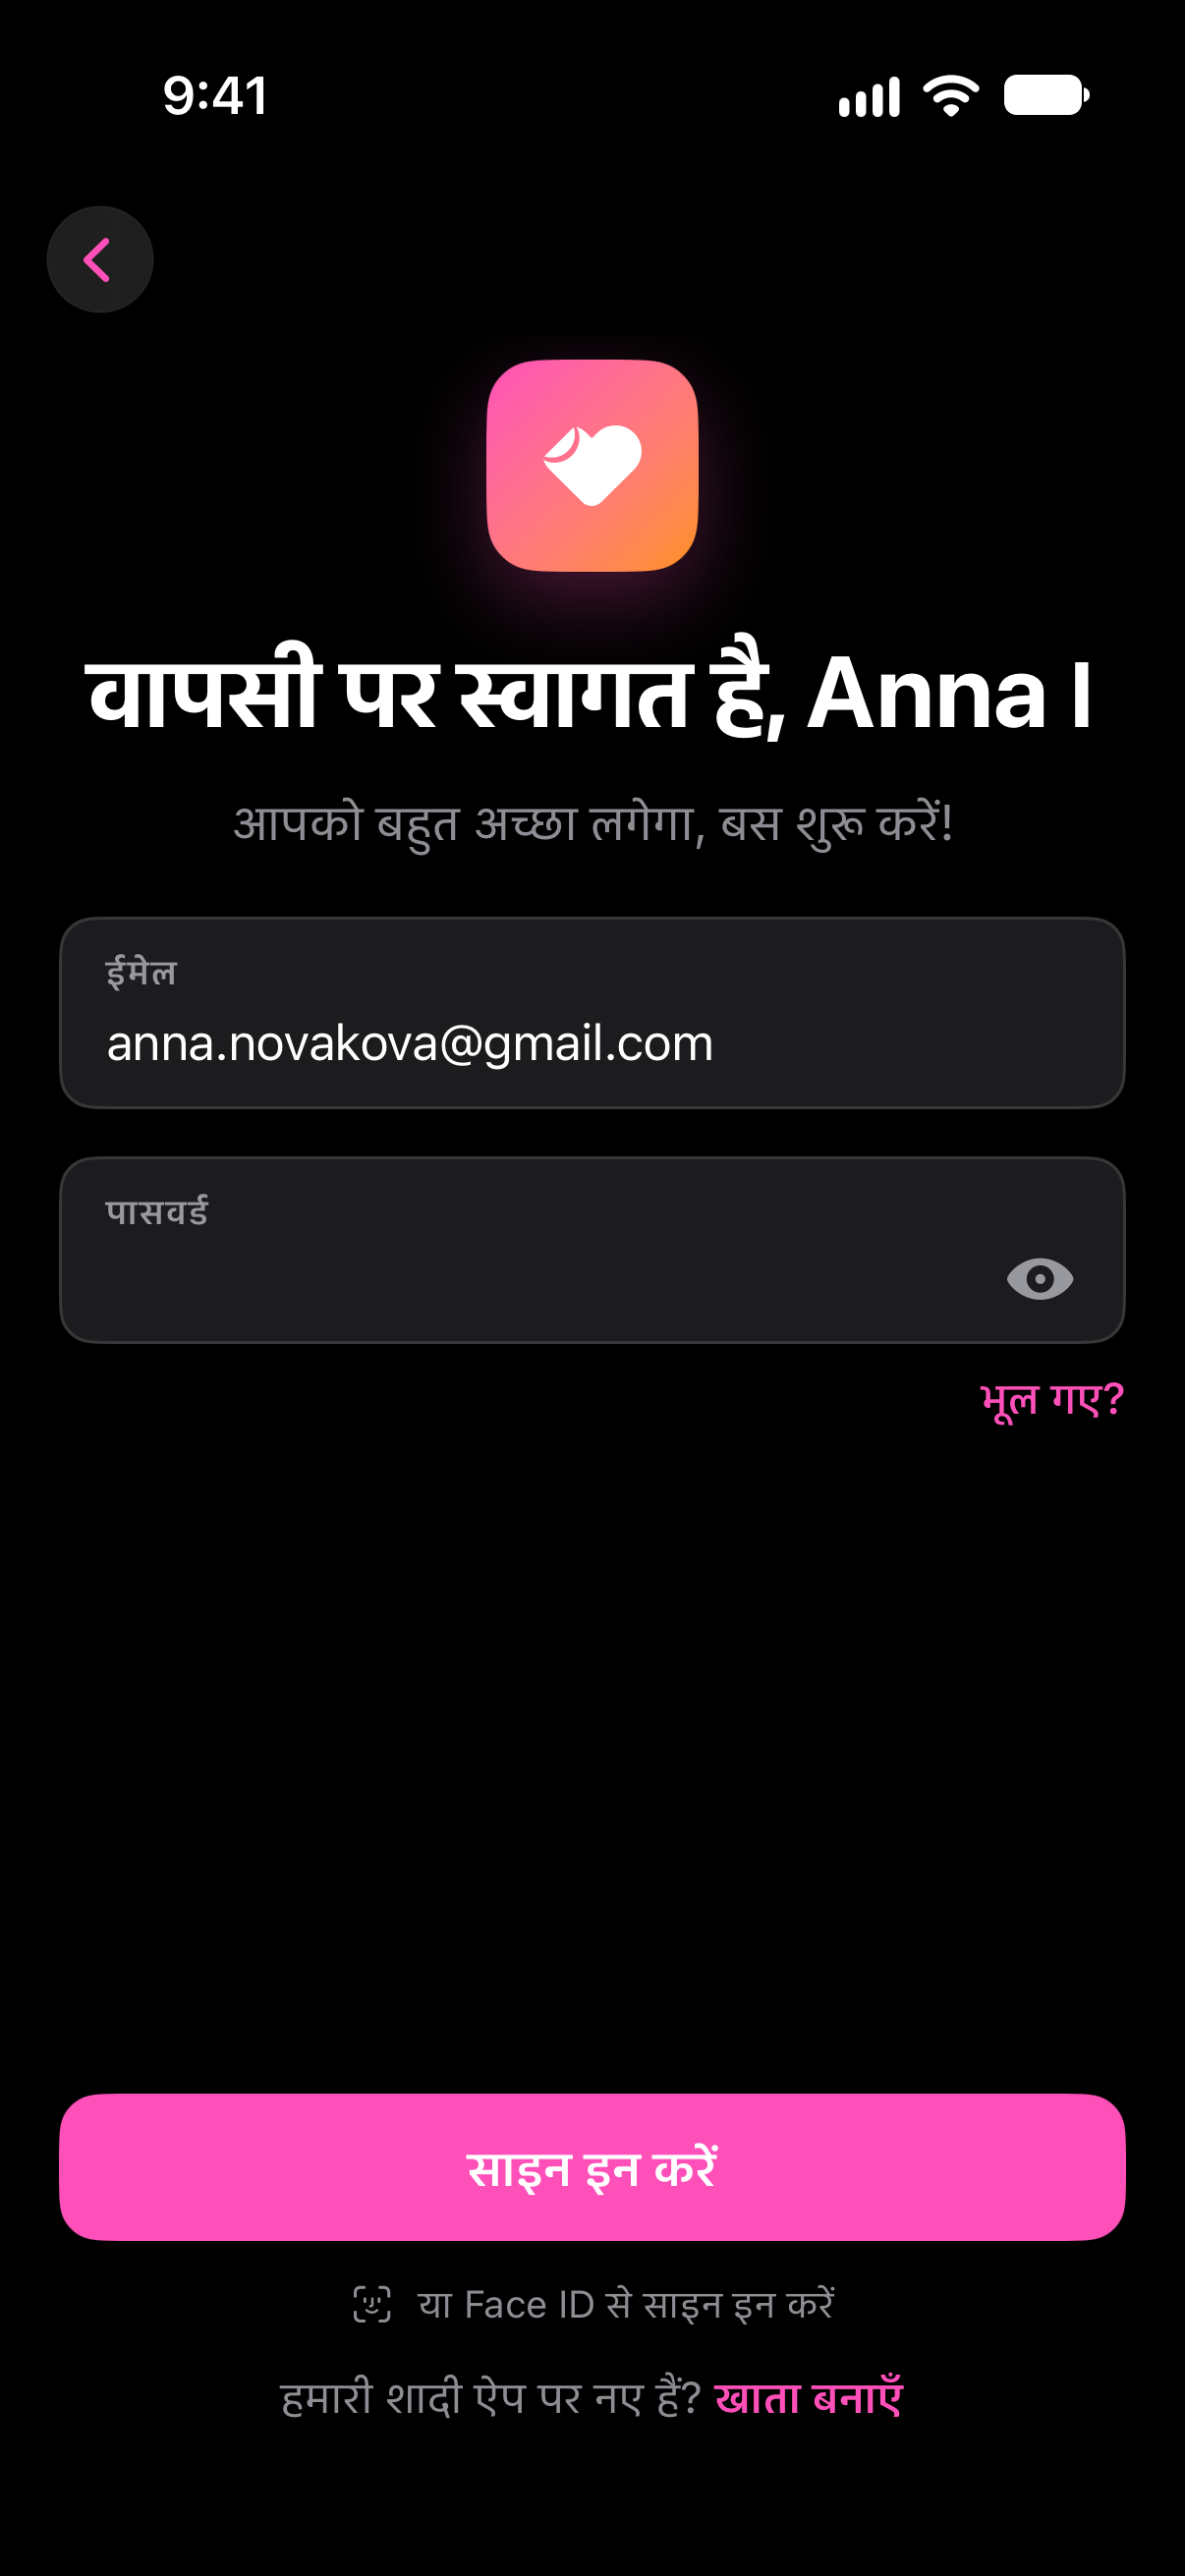 9:41
वापसी पर स्वागत है, Anna।
आपको बहुत अच्छा लगेगा, बस शुरू करें!
ईमेल
anna.novakova@gmail.com
पासवर्ड
भूल गए?
साइन इन करें
या Face ID से साइन इन करें
हमारी शादी ऐप पर नए हैं? खाता बनाएँ